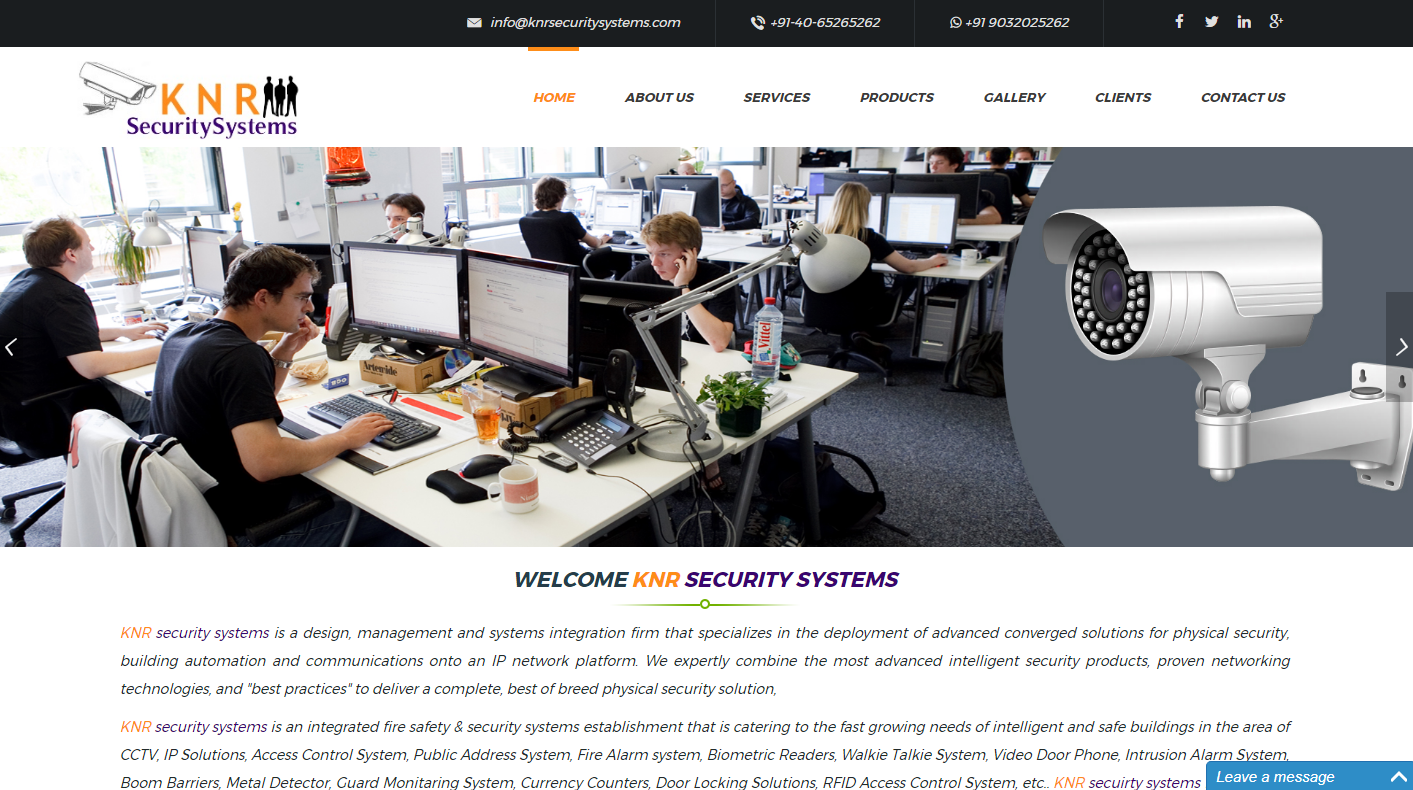 info@knrsecuritysystems.com
+91-40-65265262
+91 9032025262
KNR
SecuritySystems
HOME
ABOUT US
SERVICES
PRODUCTS
GALLERY
CLIENTS
CONTACT US
Artemide
Vittel
WELCOME KNR SECURITY SYSTEMS
KNR security systems is a design, management and systems integration firm that specializes in the deployment of advanced converged solutions for physical security,
building automation and communications onto an IP network platform. We expertly combine the most advanced intelligent security products, proven networking
technologies, and "best practices" to deliver a complete, best of breed physical security solution,
KNR security systems is an integrated fire safety & security systems establishment that is catering to the fast growing needs of intelligent and safe buildings in the area of
CCTV, IP Solutions, Access Control System, Public Address System, Fire Alarm system, Biometric Readers, Walkie Talkie System, Video Door Phone, Intrusion Alarm System,
Boom Barriers, Metal Detector, Guard Monitaring System, Currency Counters, Door Locking Solutions, RFID Access Control System, etc.. KNR secuirty systems
Leave a message